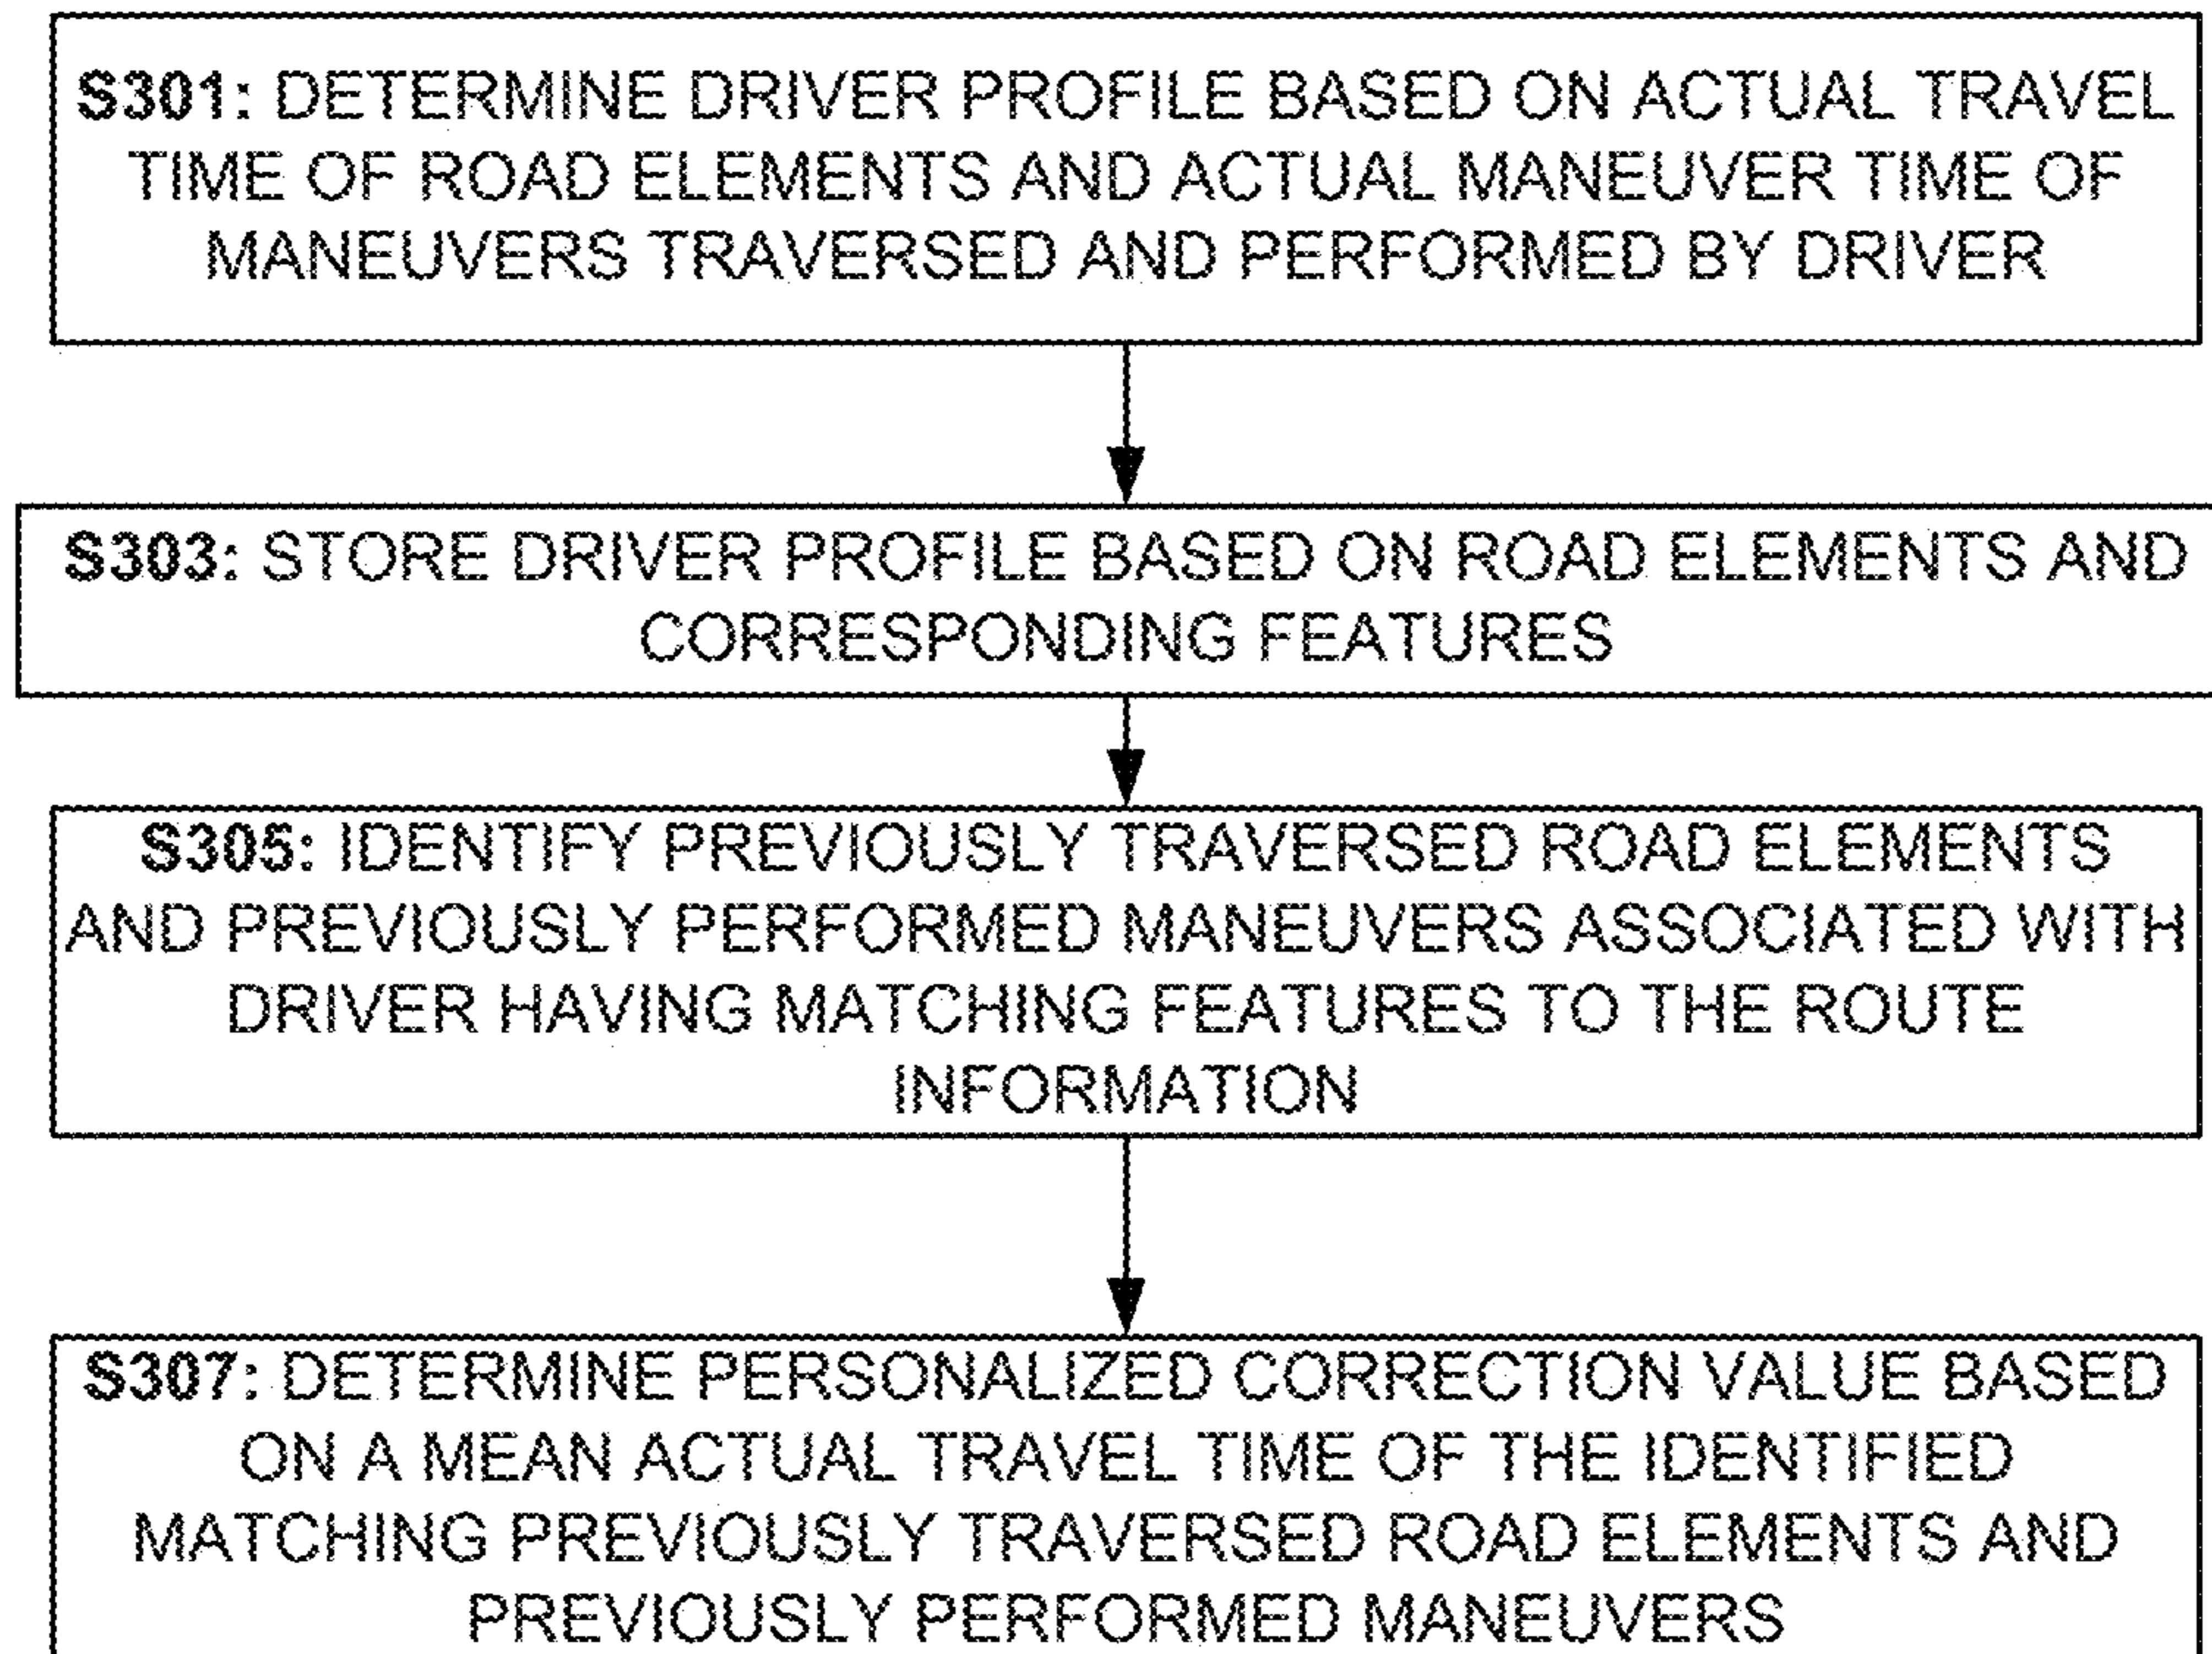 S301: DETERMINE DRIVER PROFILE BASED ON ACTUAL TRAVEL
TIME OF ROAD ELEMENTS AND ACTUAL MANEUVER TIME OF
MANEUVERS TRAVERSED AND PERFORMED BY DRIVER
S303: STORE DRIVER PROFILE BASED ON ROAD ELEMENTS AND
CORRESPONDING FEATURES
S305: IDENTIFY PREVIOUSLY TRAVERSED ROAD ELEMENTS
AND PREVIOUSLY PERFORMED MANEUVERS ASSOCIATED WITH
DRIVER HAVING MATCHING FEATURES TO THE ROUTE
INFORMATION
S307: DETERMINE PERSONALIZED CORRECTION VALUE BASED
ON A MEAN ACTUAL TRAVEL TIME OF THE IDENTIFIED
MATCHING PREVIOUSLY TRAVERSED ROAD ELEMENTS AND
PREVIOUSLY PERFORMED MANEUVERS